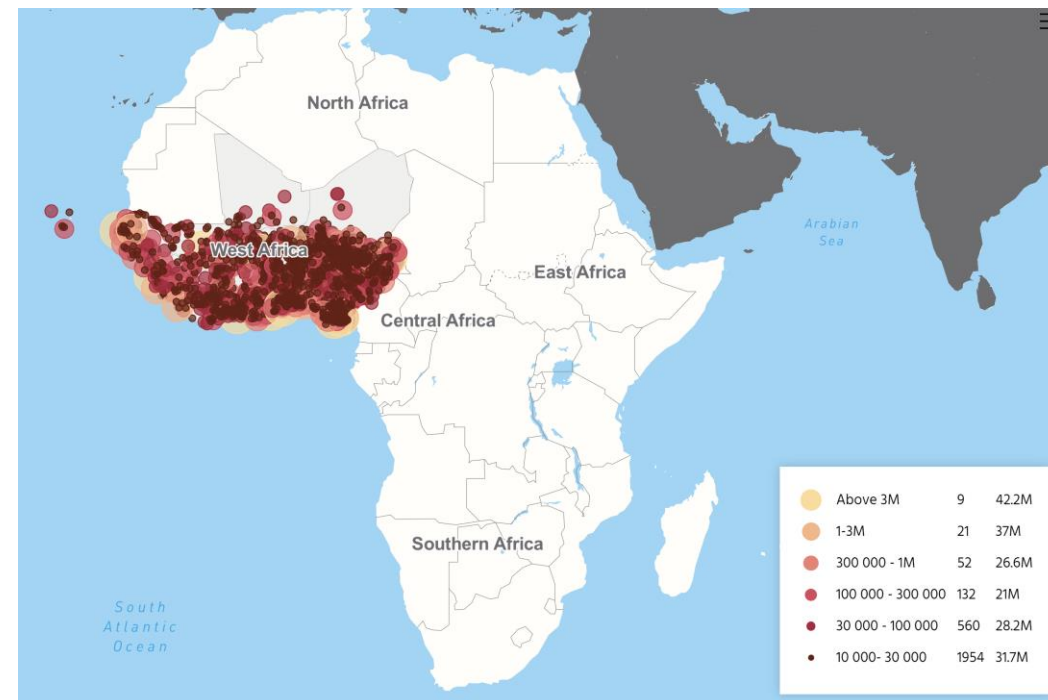 North Africa
West Africa
Arabian
Sea
East Africa
Central Africa
Southern Africa
South
Atlantic
Ocean
Above 3M 9 42.2M
1-3M 21 37M
300 000 - 1M 52 26.6M
100 000 - 300 000 132 21M
30 000 - 100 000 560 28.2M
10 000- 30 000 1954 31.7M